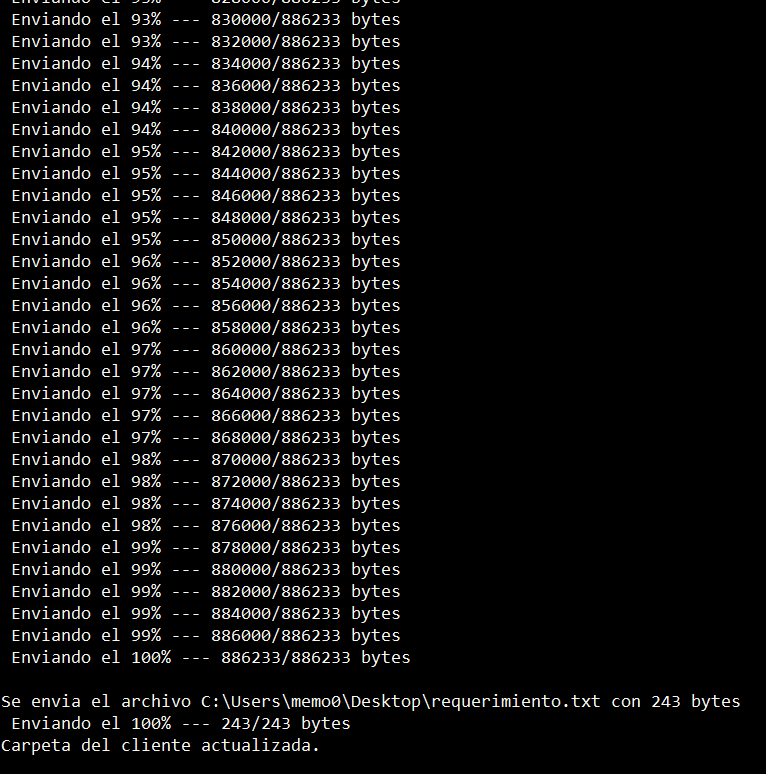 Enviando el 93% --- 828000/886233 bytes
Enviando el 93% --- 830000/886233 bytes
Enviando el 93% --- 832000/886233 bytes
Enviando el 94% --- 834000/886233 bytes
Enviando el 94% --- 836000/886233 bytes
Enviando el 94% --- 838000/886233 bytes
Enviando el 94% --- 840000/886233 bytes
Enviando el 95% --- 842000/886233 bytes
Enviando el 95% --- 844000/886233 bytes
Enviando el 95% --- 846000/886233 bytes
Enviando el 95% --- 848000/886233 bytes
Enviando el 95% --- 850000/886233 bytes
Enviando el 96% --- 852000/886233 bytes
Enviando el 96% --- 854000/886233 bytes
Enviando el 96% --- 856000/886233 bytes
Enviando el 96% --- 858000/886233 bytes
Enviando el 97% --- 860000/886233 bytes
Enviando el 97% --- 862000/886233 bytes
Enviando el 97% --- 864000/886233 bytes
Enviando el 97% --- 866000/886233 bytes
Enviando el 97% --- 868000/886233 bytes
Enviando el 98% --- 870000/886233 bytes
Enviando el 98% --- 872000/886233 bytes
Enviando el 98% --- 874000/886233 bytes
Enviando el 98% --- 876000/886233 bytes
Enviando el 99% --- 878000/886233 bytes
Enviando el 99% --- 880000/886233 bytes
Enviando el 99% --- 882000/886233 bytes
Enviando el 99% --- 884000/886233 bytes
Enviando el 99% --- 886000/886233 bytes
Enviando el 100% --- 886233/886233 bytes
Se envia el archivo C:\Users\memo0\Desktop\requerimiento.txt con 243 bytes
Enviando el 100% --- 243/243 bytes
Carpeta del cliente actualizada.